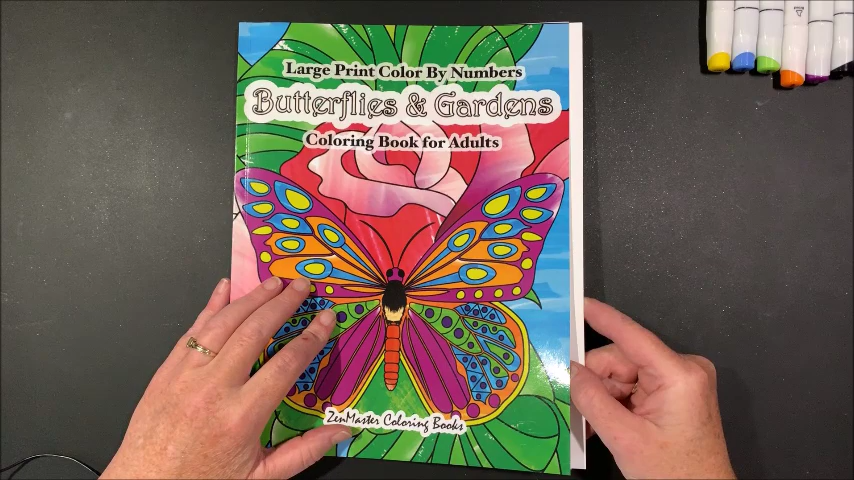 Large Print Color By Numbers
Butterflies & Gardens
Coloring Book for Adults
ZenMaster Coloring Books